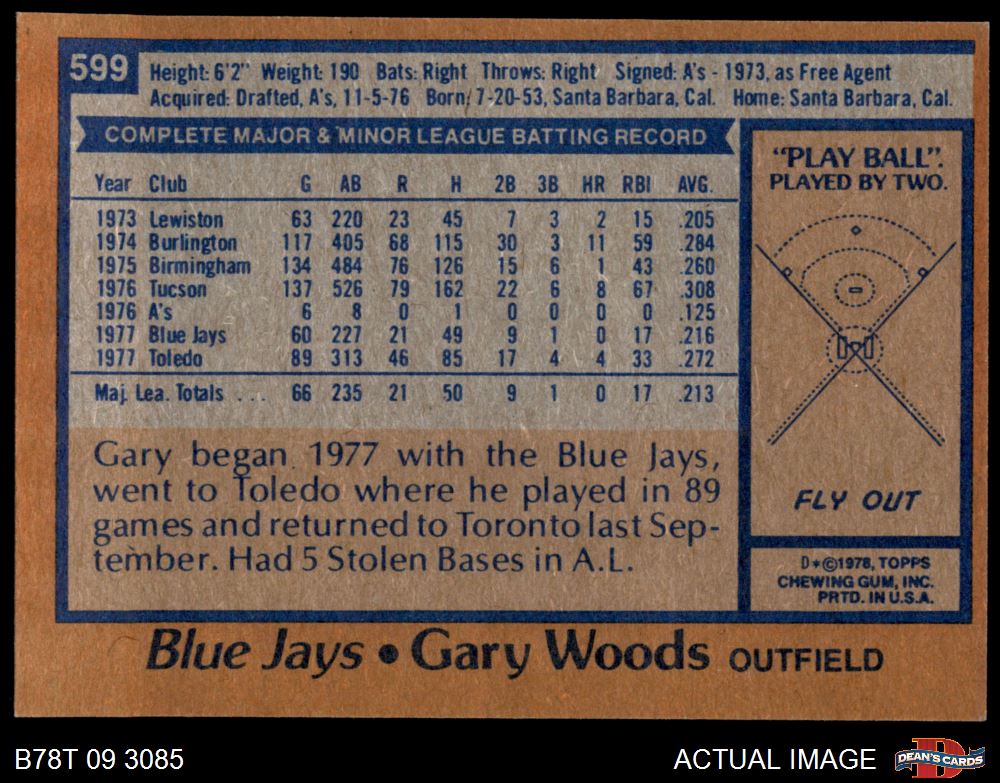 599
Height: 6'2" Weight: 190 Bats: Right Throws: Right Signed: A's - 1973, as Free Agent
Acquired: Drafted, A's, 11-5-76 Born: 7-20-53, Santa Barbara, Cal. Home: Santa Barbara, Cal.
COMPLETE MAJOR & MINOR LEAGUE BATTING RECORD
Year Club G AB R H 2B 3B HR RBI AVG.
1973 Lewiston 63 220 23 45 7 3 2 15 .205
1974 Burlington 117 405 68 115 30 3 11 59 .284
1975 Birmingham 134 484 76 126 15 6 1 43 .260
1976 Tucson 137 526 79 162 22 6 8 67 .308
1976 A's 6 8 0 1 0 0 0 0 .125
1977 Blue Jays 60 227 21 49 9 1 0 17 .216
1977 Toledo 89 313 46 85 17 4 4 33 .272
Maj. Lea. Totals . . . 66 235 21 50 9 1 0 17 .213
Gary began 1977 with the Blue Jays,
went to Toledo where he played in 89
games and returned to Toronto last Sep-
tember. Had 5 Stolen Bases in A.L.
"PLAY BALL".
PLAYED BY TWO.
FLY OUT
D*©1978, TOPPS
CHEWING GUM, INC.
PRTD. IN U.S.A.
Blue Jays • Gary Woods OUTFIELD
B78T 09 3085
ACTUAL IMAGE
DEAN'S CARDS